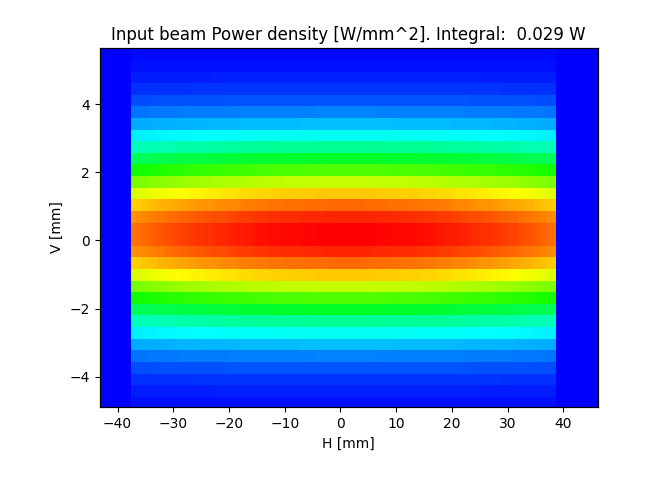 Input beam Power density [W/mm^2]. Integral:  0.029 W
V [mm]
4
2
0
−2
−4
−40 −30 −20 −10 0 10 20 30 40
H [mm]